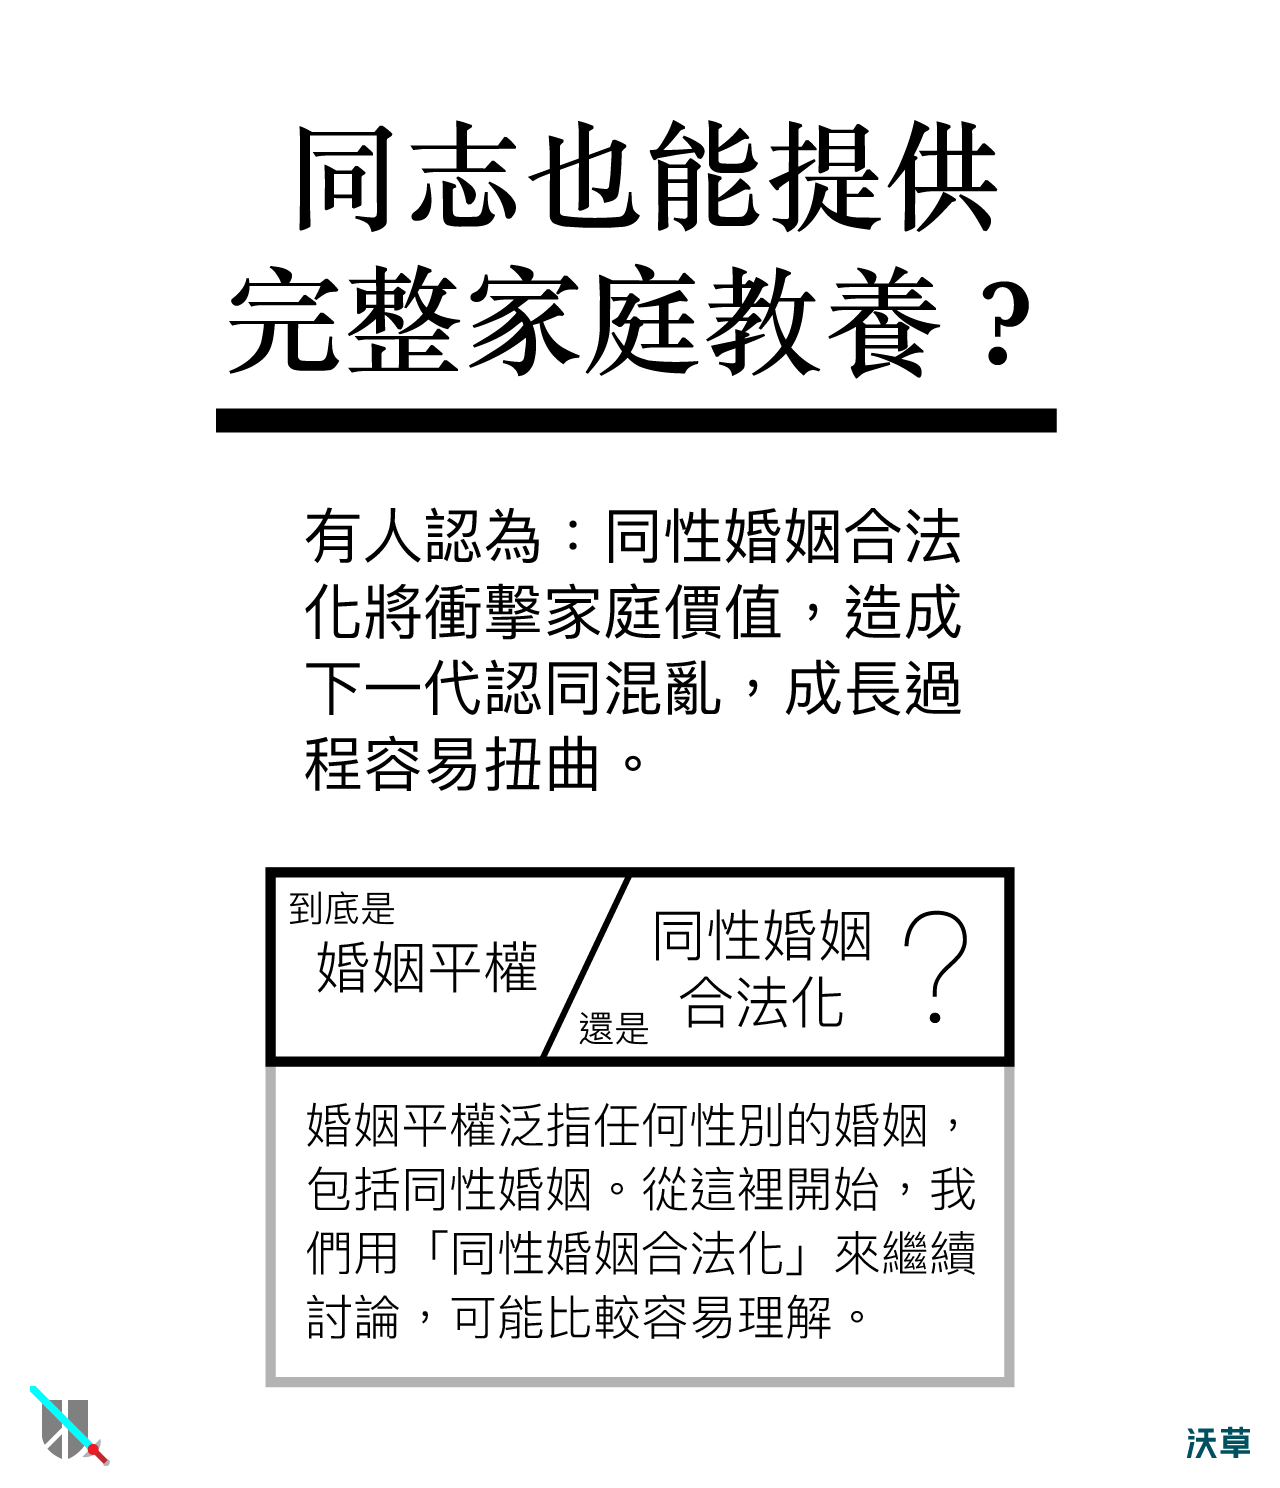 同志也能提供
完整家庭教養？
有人認為：同性婚姻合法
化將衝擊家庭價值，造成
下一代認同混亂，成長過
程容易扭曲。
到底是
婚姻平權
還是
同性婚姻
合法化
？
婚姻平權泛指任何性別的婚姻，
包括同性婚姻。從這裡開始，我
們用「同性婚姻合法化」來繼續
討論，可能比較容易理解。
沃草